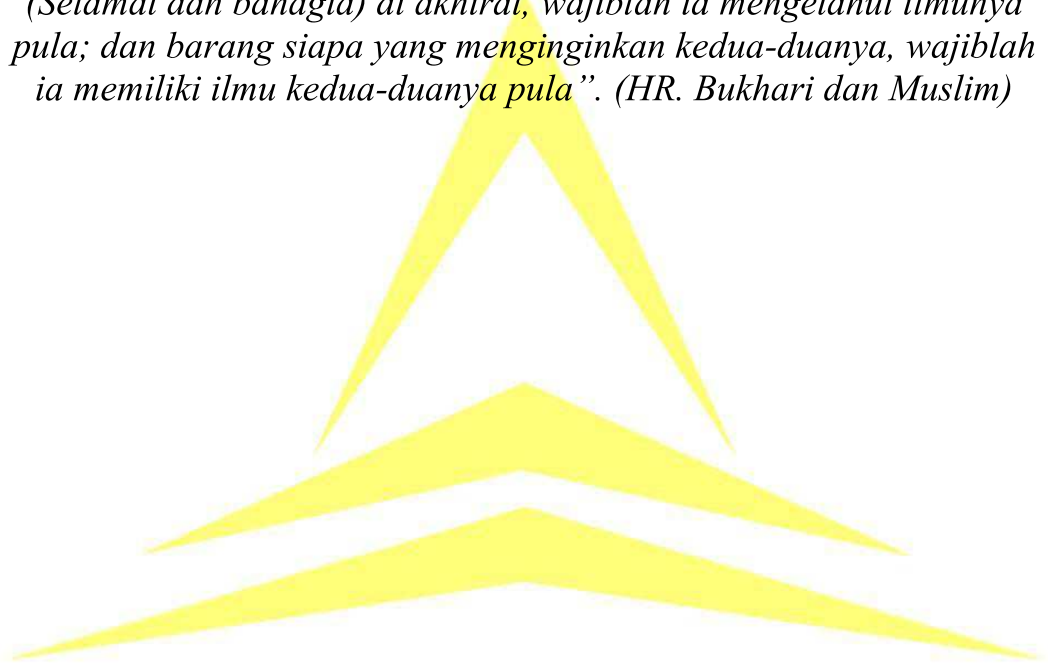 (Selamat dan bahagia) di akhirat, wajiblah ia mengetahui ilmunya
pula; dan barang siapa yang menginginkan kedua-duanya, wajiblah
ia memiliki ilmu kedua-duanya pula”. (HR. Bukhari dan Muslim)